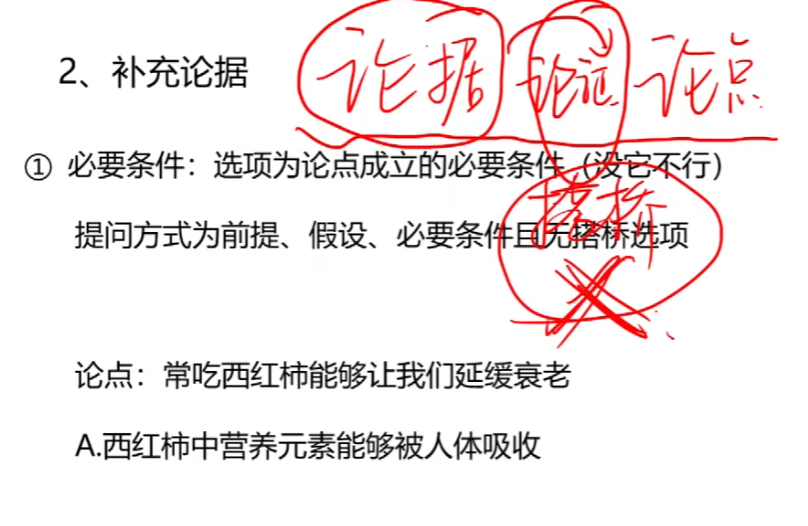 2、补充论据
论据 论证 论点
① 必要条件：选项为论点成立的必要条件（没它不行）
搭桥
提问方式为前提、假设、必要条件且无搭桥选项
论点：常吃西红柿能够让我们延缓衰老
A.西红柿中营养元素能够被人体吸收